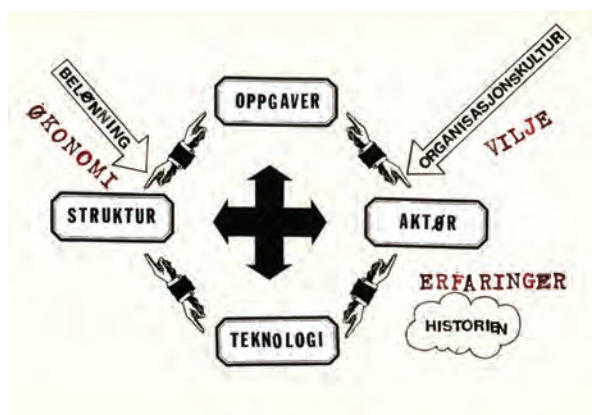 BELØNNING
ØKONOMI
OPPGAVER
ORGANISASJONSKULTUR
VILJE
STRUKTUR
AKTØR
ERFARINGER
HISTORIEN
TEKNOLOGI